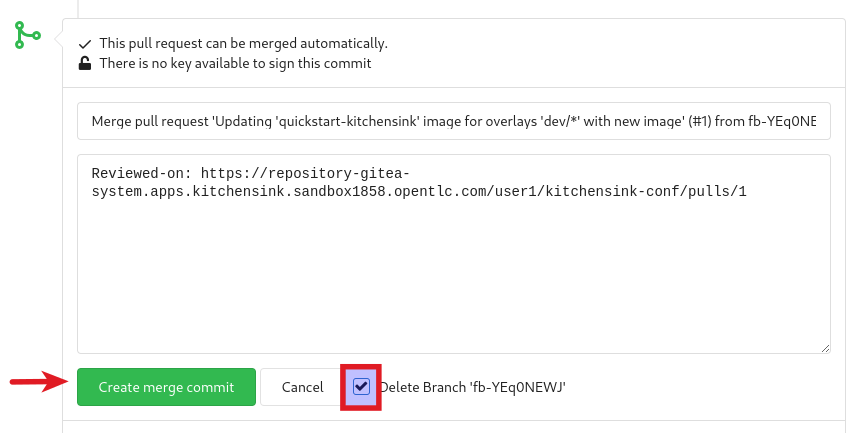 This pull request can be merged automatically.
There is no key available to sign this commit
Merge pull request 'Updating 'quickstart-kitchensink' image for overlays 'dev/*' with new image' (#1) from fb-YEq0NE
Reviewed-on: https://repository-gitea-
system.apps.kitchensink.sandbox1858.opentlc.com/user1/kitchensink-conf/pulls/1
Create merge commit Cancel Delete Branch 'fb-YEq0NEWJ'